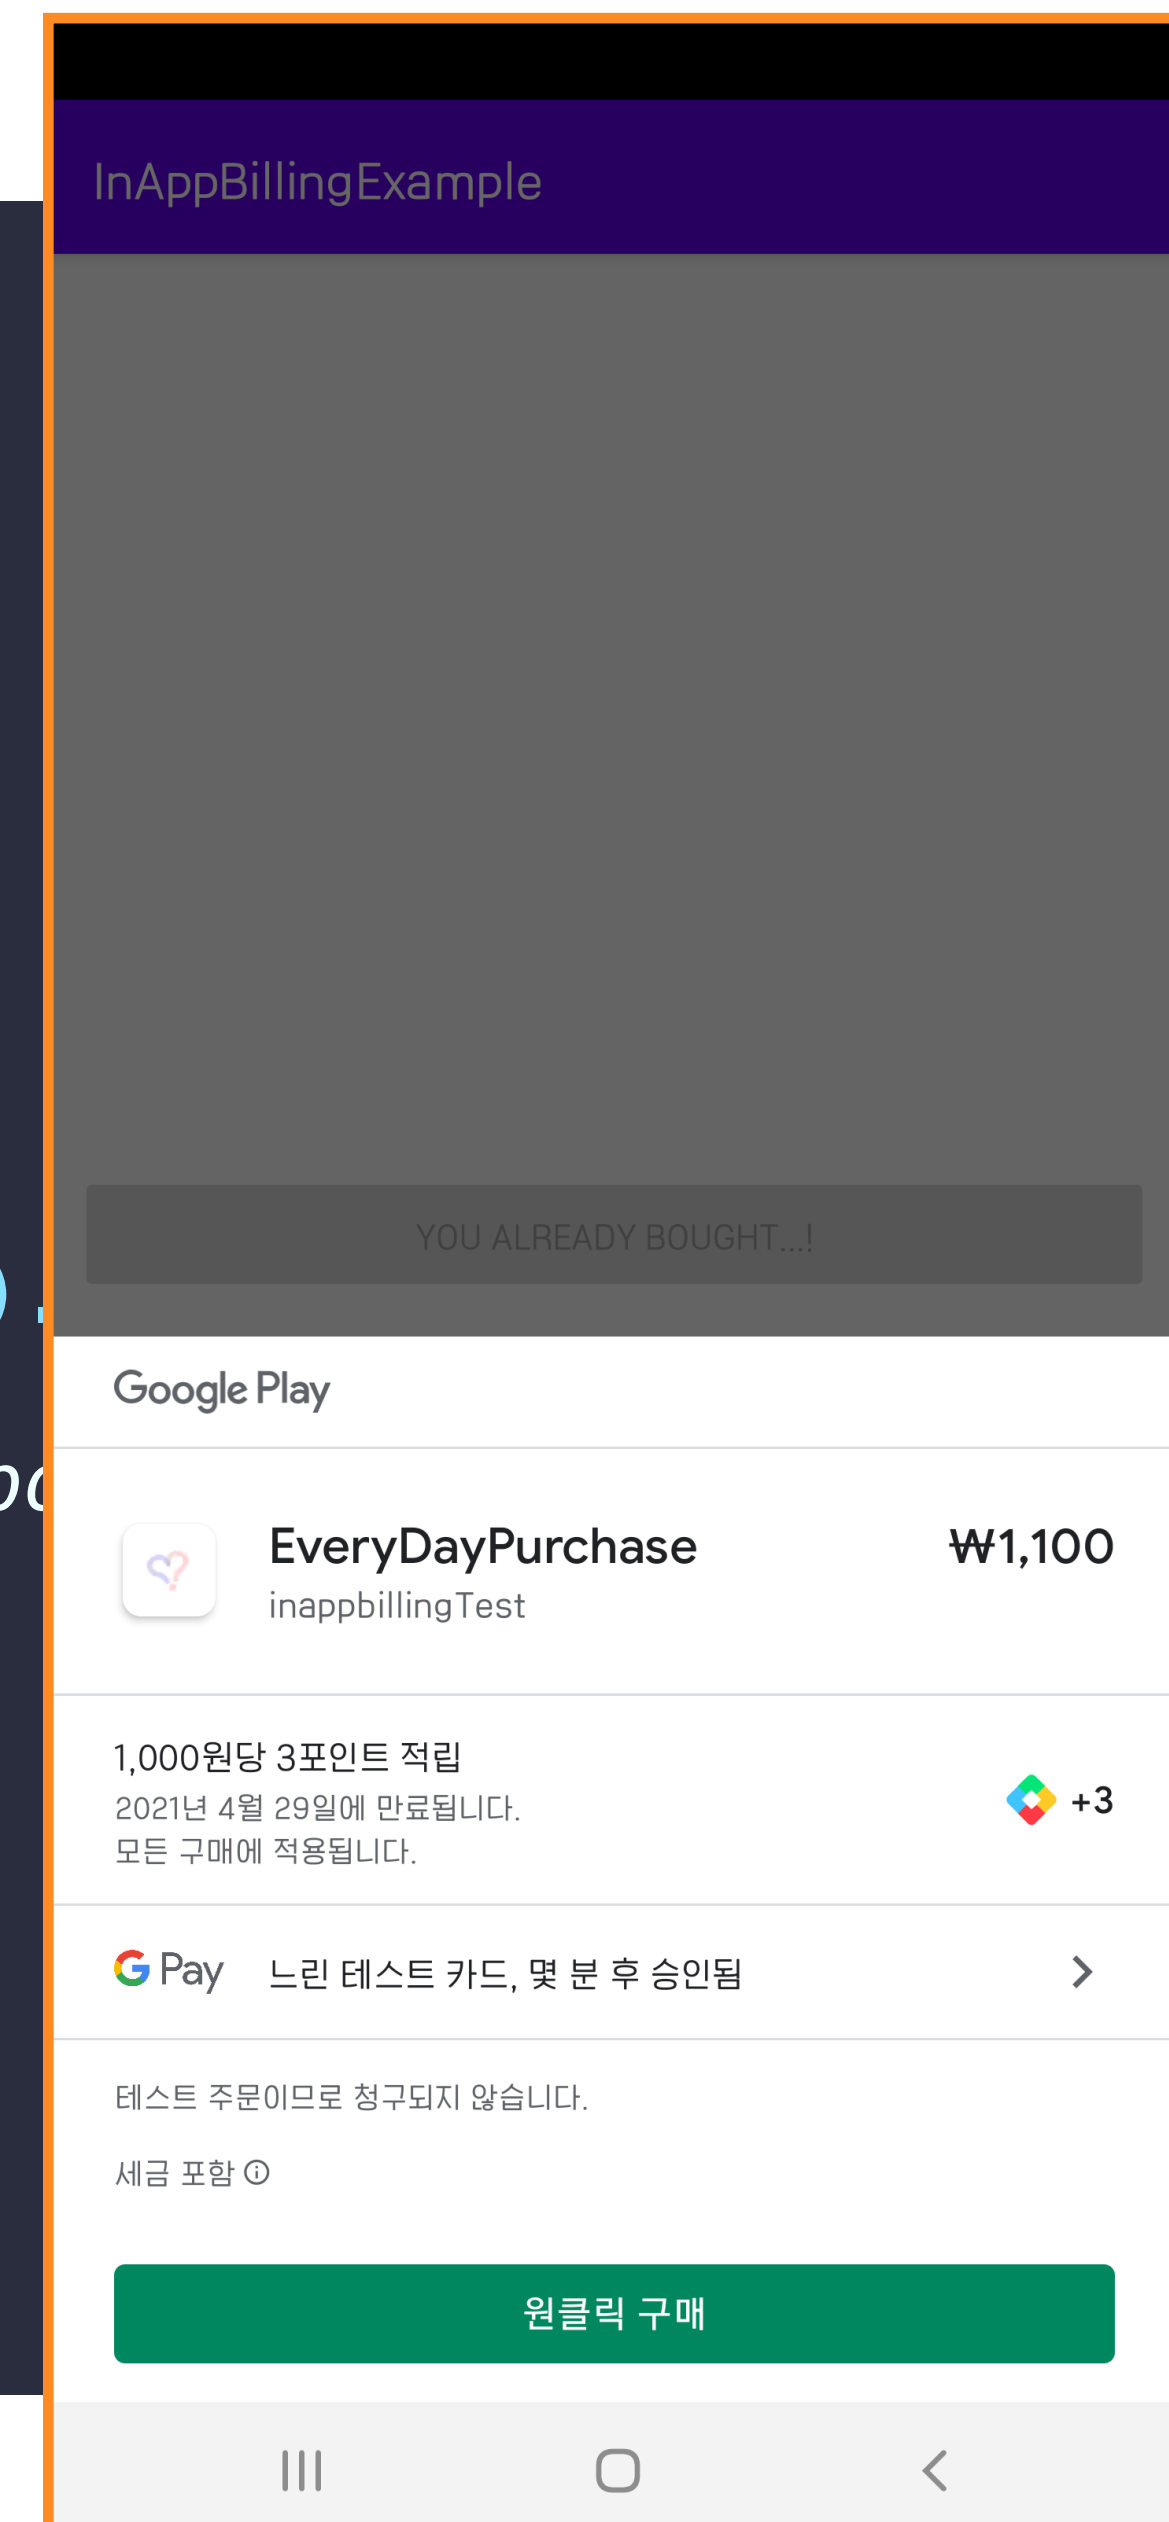 InAppBillingExample
YOU ALREADY BOUGHT...!
Google Play
EveryDayPurchase
₩1,100
inappbillingTest
1,000원당 3포인트 적립
2021년 4월 29일에 만료됩니다.
모든 구매에 적용됩니다.
+3
G Pay 느린 테스트 카드, 몇 분 후 승인됨
테스트 주문이므로 청구되지 않습니다.
세금 포함
원클릭 구매